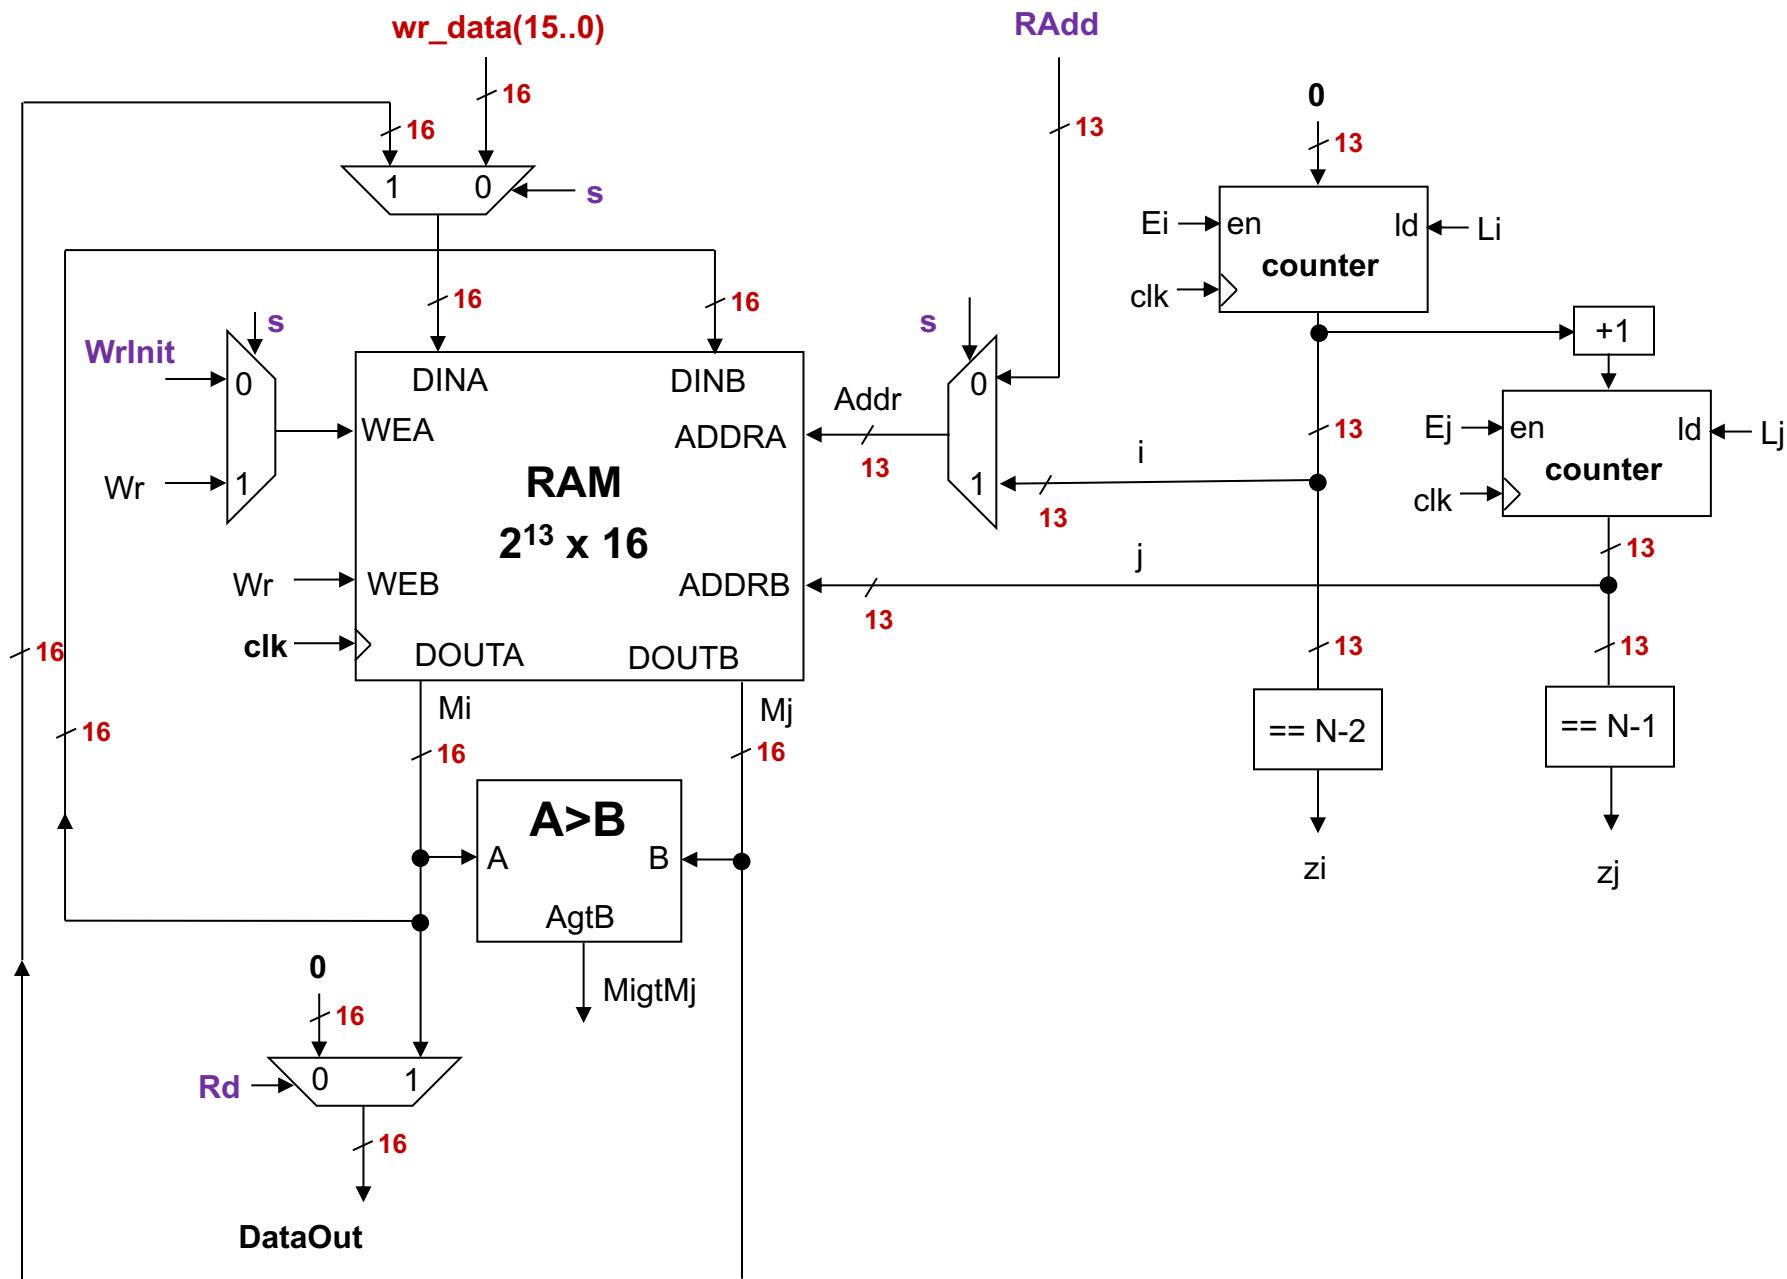 wr_data(15..0)
RAdd
16
0
16
13
13
1 0
s
Ei
en
ld
Li
counter
clk
16
16
s
s
WrInit
0
+1
DINA
DINB
0
Addr
WEA
ADDRA
13
Ej
en
ld
Lj
13
i
counter
Wr
1
RAM
1
clk
13
2¹³ x 16
j
13
Wr
WEB
ADDRB
13
clk
16
DOUTA
DOUTB
13
13
Mi
Mj
16
16
16
== N-2
== N-1
A>B
A
B
zi
zj
AgtB
0
MigtMj
16
Rd
0
1
16
DataOut